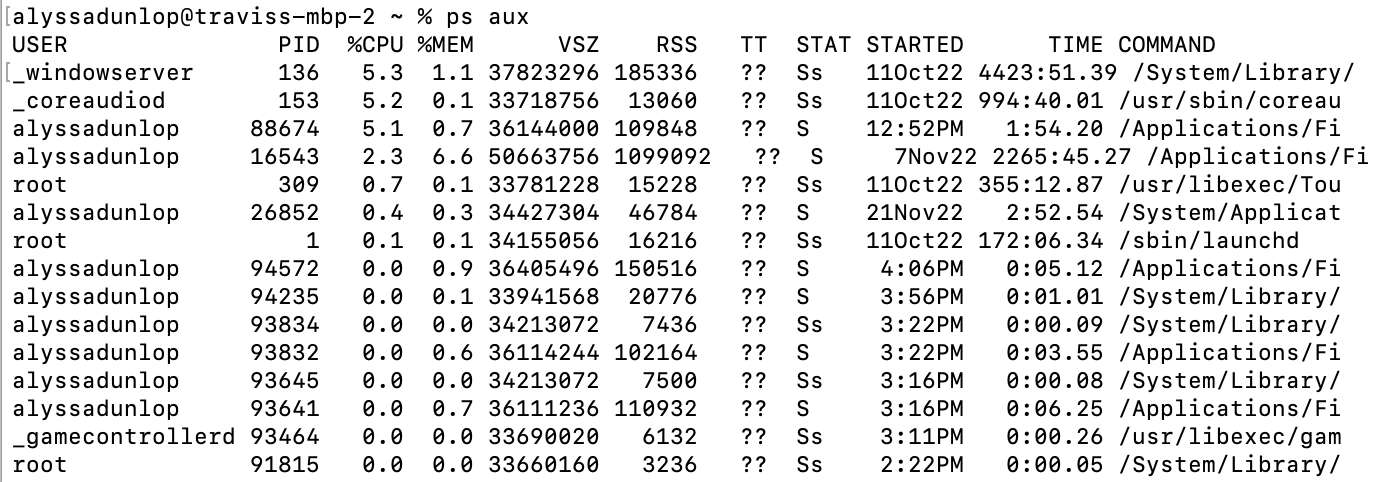 [alyssadunlop@traviss-mbp-2 ~ % ps aux
USER               PID  %CPU %MEM      VSZ    RSS   TT  STAT STARTED      TIME COMMAND
[_windowserver      136   5.3  1.1 37823296 185336   ??  Ss   11Oct22 4423:51.39 /System/Library/
_coreaudiod        153   5.2  0.1 33718756  13060   ??  Ss   11Oct22 994:40.01 /usr/sbin/coreau
alyssadunlop     88674   5.1  0.7 36144000 109848   ??  S    12:52PM   1:54.20 /Applications/Fi
alyssadunlop     16543   2.3  6.6 50663756 1099092   ??  S     7Nov22 2265:45.27 /Applications/Fi
root               309   0.7  0.1 33781228  15228   ??  Ss   11Oct22 355:12.87 /usr/libexec/Tou
alyssadunlop     26852   0.4  0.3 34427304  46784   ??  S    21Nov22   2:52.54 /System/Applicat
root                 1   0.1  0.1 34155056  16216   ??  Ss   11Oct22 172:06.34 /sbin/launchd
alyssadunlop     94572   0.0  0.9 36405496 150516   ??  S     4:06PM   0:05.12 /Applications/Fi
alyssadunlop     94235   0.0  0.1 33941568  20776   ??  S     3:56PM   0:01.01 /System/Library/
alyssadunlop     93834   0.0  0.0 34213072   7436   ??  Ss    3:22PM   0:00.09 /System/Library/
alyssadunlop     93832   0.0  0.6 36114244 102164   ??  S     3:22PM   0:03.55 /Applications/Fi
alyssadunlop     93645   0.0  0.0 34213072   7500   ??  Ss    3:16PM   0:00.08 /System/Library/
alyssadunlop     93641   0.0  0.7 36111236 110932   ??  S     3:16PM   0:06.25 /Applications/Fi
_gamecontrollerd 93464   0.0  0.0 33690020   6132   ??  Ss    3:11PM   0:00.26 /usr/libexec/gam
root             91815   0.0  0.0 33660160   3236   ??  Ss    2:22PM   0:00.05 /System/Library/